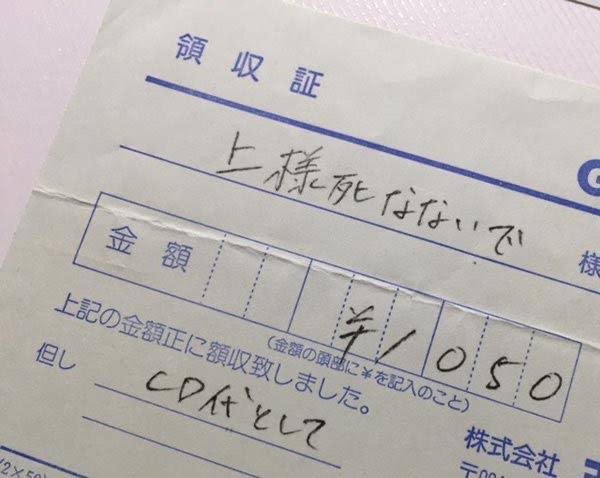 領収証
上様死なないで 様
金額 ¥1050
(金額の頭部に¥を記入のこと)
上記の金額正に領収致しました。
但し CD代として
株式会社